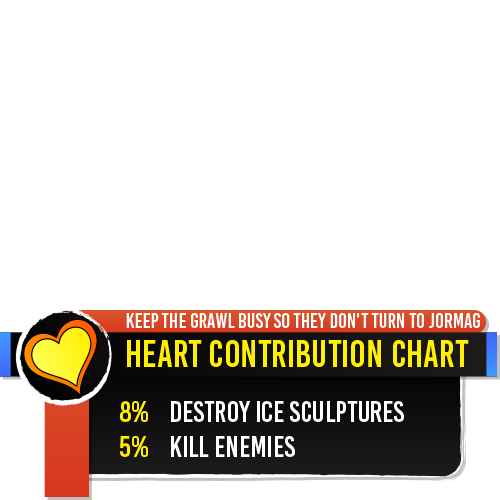 KEEP THE GRAWL BUSY SO THEY DON'T TURN TO JORMAG
HEART CONTRIBUTION CHART
8% DESTROY ICE SCULPTURES
5% KILL ENEMIES